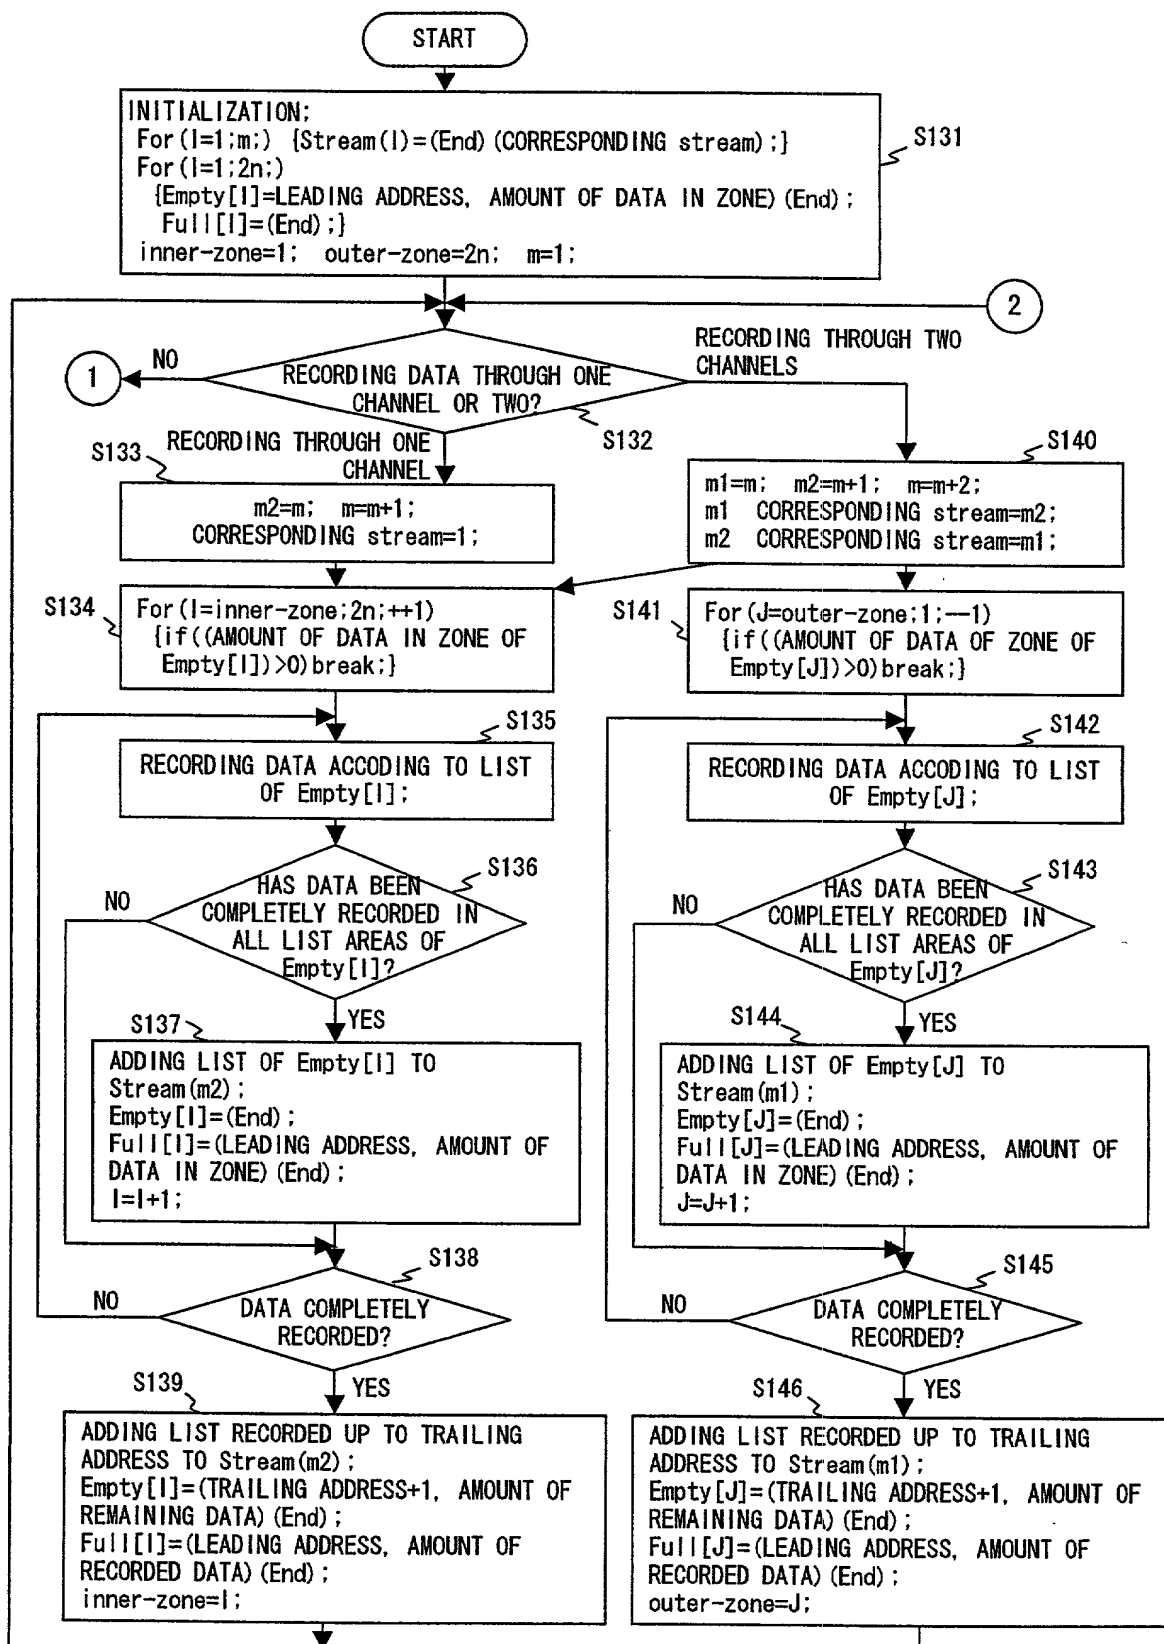 START
INITIALIZATION;
For(I=1;m;) {Stream(I)=(End)(CORRESPONDING stream);}
For(I=1;2n;)
{Empty[I]=LEADING ADDRESS, AMOUNT OF DATA IN ZONE)(End);
Full[I]=(End);}
inner-zone=1; outer-zone=2n; m=1;
S131
2
1
NO
RECORDING DATA THROUGH ONE
CHANNEL OR TWO?
S132
RECORDING THROUGH TWO
CHANNELS
RECORDING THROUGH ONE
CHANNEL
S133
m2=m; m=m+1;
CORRESPONDING stream=1;
S140
m1=m; m2=m+1; m=m+2;
m1 CORRESPONDING stream=m2;
m2 CORRESPONDING stream=m1;
S134
For(I=inner-zone;2n;++1)
{if((AMOUNT OF DATA IN ZONE OF
Empty[I])>0)break;}
S141
For(J=outer-zone;1;--1)
{if((AMOUNT OF DATA OF ZONE OF
Empty[J])>0)break;}
S135
RECORDING DATA ACCODING TO LIST
OF Empty[I];
S142
RECORDING DATA ACCODING TO LIST
OF Empty[J];
S136
HAS DATA BEEN
COMPLETELY RECORDED IN
ALL LIST AREAS OF
Empty[I]?
NO
YES
S143
HAS DATA BEEN
COMPLETELY RECORDED IN
ALL LIST AREAS OF
Empty[J]?
NO
YES
S137
ADDING LIST OF Empty[I] TO
Stream(m2);
Empty[I]=(End);
Full[I]=(LEADING ADDRESS, AMOUNT OF
DATA IN ZONE)(End);
I=I+1;
S144
ADDING LIST OF Empty[J] TO
Stream(m1);
Empty[J]=(End);
Full[J]=(LEADING ADDRESS, AMOUNT OF
DATA IN ZONE)(End);
J=J+1;
S138
DATA COMPLETELY
RECORDED?
NO
YES
S145
DATA COMPLETELY
RECORDED?
NO
YES
S139
ADDING LIST RECORDED UP TO TRAILING
ADDRESS TO Stream(m2);
Empty[I]=(TRAILING ADDRESS+1, AMOUNT OF
REMAINING DATA)(End);
Full[I]=(LEADING ADDRESS, AMOUNT OF
RECORDED DATA)(End);
inner-zone=I;
S146
ADDING LIST RECORDED UP TO TRAILING
ADDRESS TO Stream(m1);
Empty[J]=(TRAILING ADDRESS+1, AMOUNT OF
REMAINING DATA)(End);
Full[J]=(LEADING ADDRESS, AMOUNT OF
RECORDED DATA)(End);
outer-zone=J;